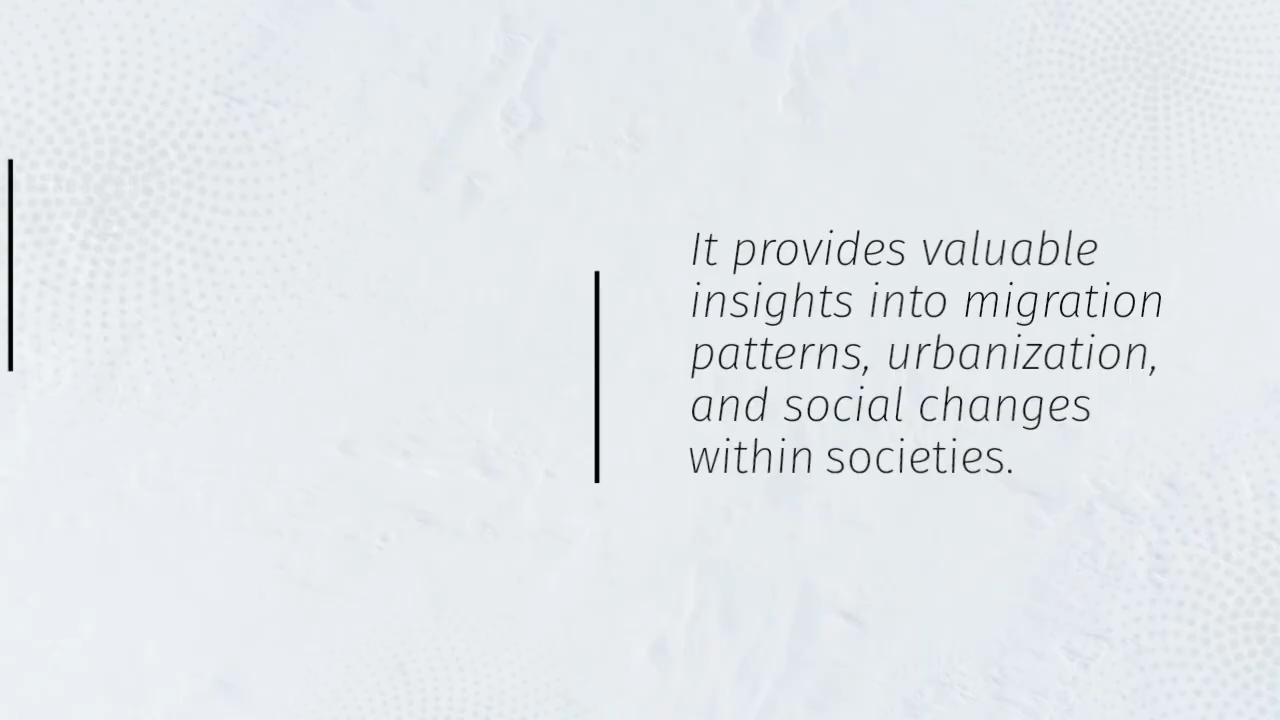 It provides valuable
insights into migration
patterns, urbanization,
and social changes
within societies.